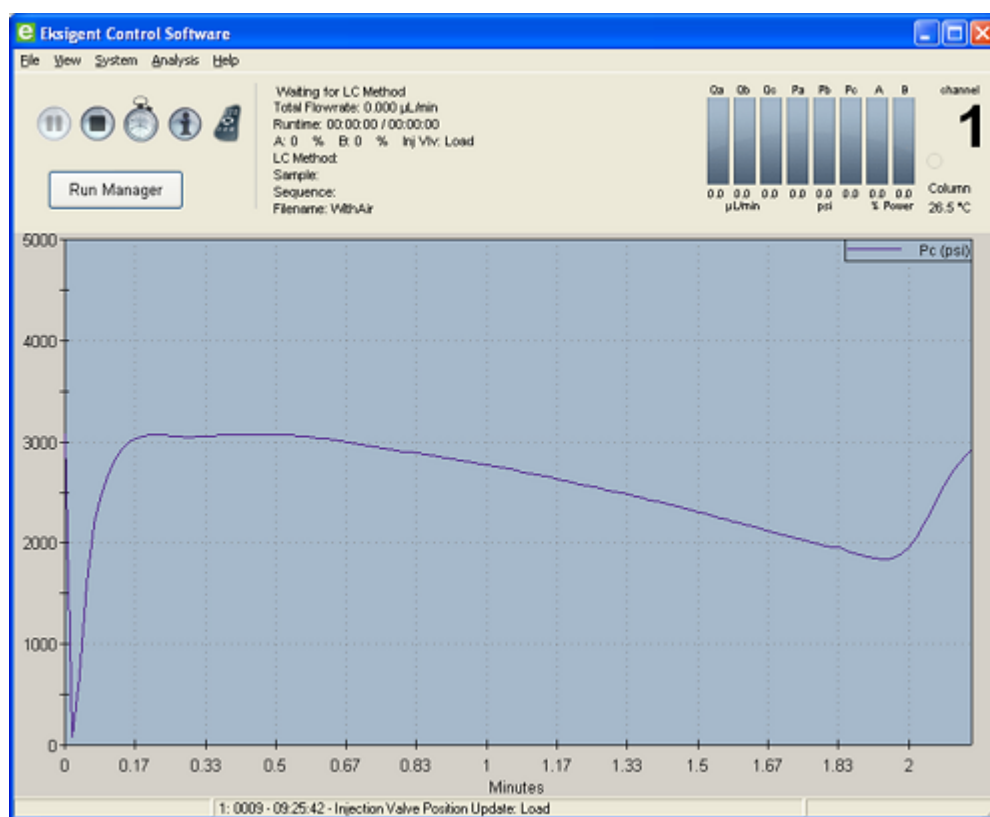 Eksigent Control Software
File View System Analysis Help
Waiting for LC Method
Total Flowrate: 0.000 µL/min
Runtime: 00:00:00 / 00:00:00
A: 0 % B: 0 % Inj Vlv: Load
LC Method:
Sample:
Sequence:
Filename: WithAir
Run Manager
Qa Qb Qc Pa Pb Pc A B
0.0 0.0 0.0 0.0 0.0 0.0 0.0 0.0
µL/min psi % Power
channel
1
Column
26.5 °C
Pc (psi)
5000
4000
3000
2000
1000
0
0 0.17 0.33 0.5 0.67 0.83 1 1.17 1.33 1.5 1.67 1.83 2
Minutes
1: 0009 - 09:25:42 - Injection Valve Position Update: Load